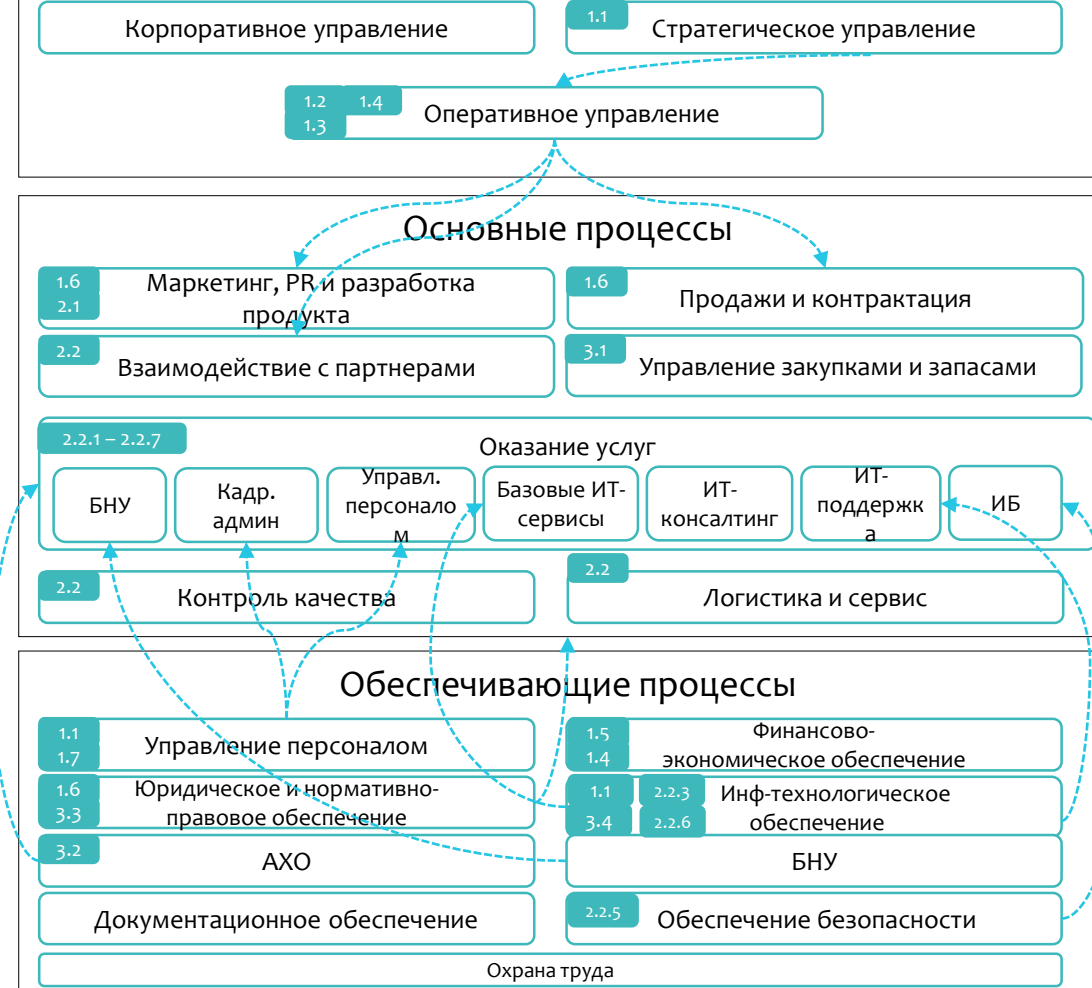 Корпоративное управление
1.1
Стратегическое управление
1.2
1.4
1.3
Оперативное управление
Основные процессы
1.6
2.1
Маркетинг, PR и разработка
продукта
1.6
Продажи и контрактация
2.2
Взаимодействие с партнерами
3.1
Управление закупками и запасами
2.2.1 – 2.2.7
Оказание услуг
БНУ
Кадр.
админ
Управл.
персонало
м
Базовые ИТ-
сервисы
ИТ-
консалтинг
ИТ-
поддержк
а
ИБ
2.2
Контроль качества
2.2
Логистика и сервис
Обеспечивающие процессы
1.1
1.7
Управление персоналом
1.5
1.4
Финансово-
экономическое обеспечение
1.6
3.3
Юридическое и нормативно-
правовое обеспечение
1.1
2.2.3
3.4
2.2.6
Инф-технологическое
обеспечение
3.2
АХО
БНУ
Документационное обеспечение
2.2.5
Обеспечение безопасности
Охрана труда